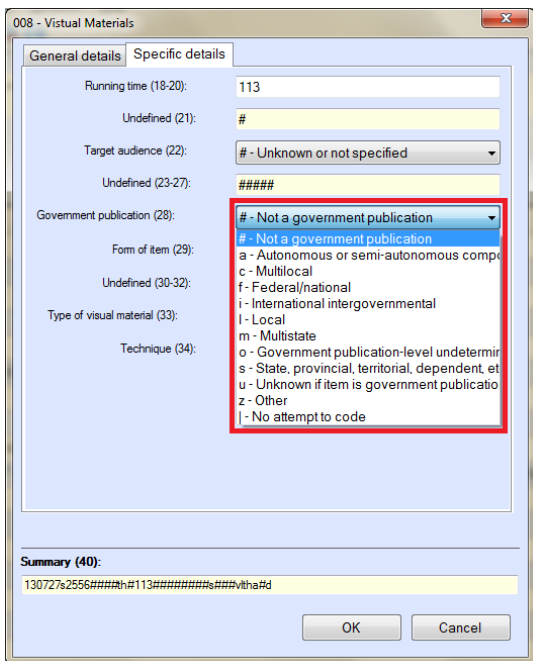 008 - Vistual Materials
General details Specific details
Running time (18-20): 113
Undefined (21): #
Target audience (22): # - Unknown or not specified
Undefined (23-27): #####
Government publication (28): # - Not a government publication
# - Not a government publication
a - Autonomous or semi-autonomous compo
Form of item (29):
c - Multilocal
f - Federal/national
Undefined (30-32):
i - International intergovernmental
l - Local
Type of visual material (33):
m - Multistate
o - Government publication-level undetermin
Technique (34):
s - State, provincial, territorial, dependent, et
u - Unknown if item is government publicatio
z - Other
| - No attempt to code
Summary (40):
130727s2556####th#113########s###vltha#d
OK Cancel